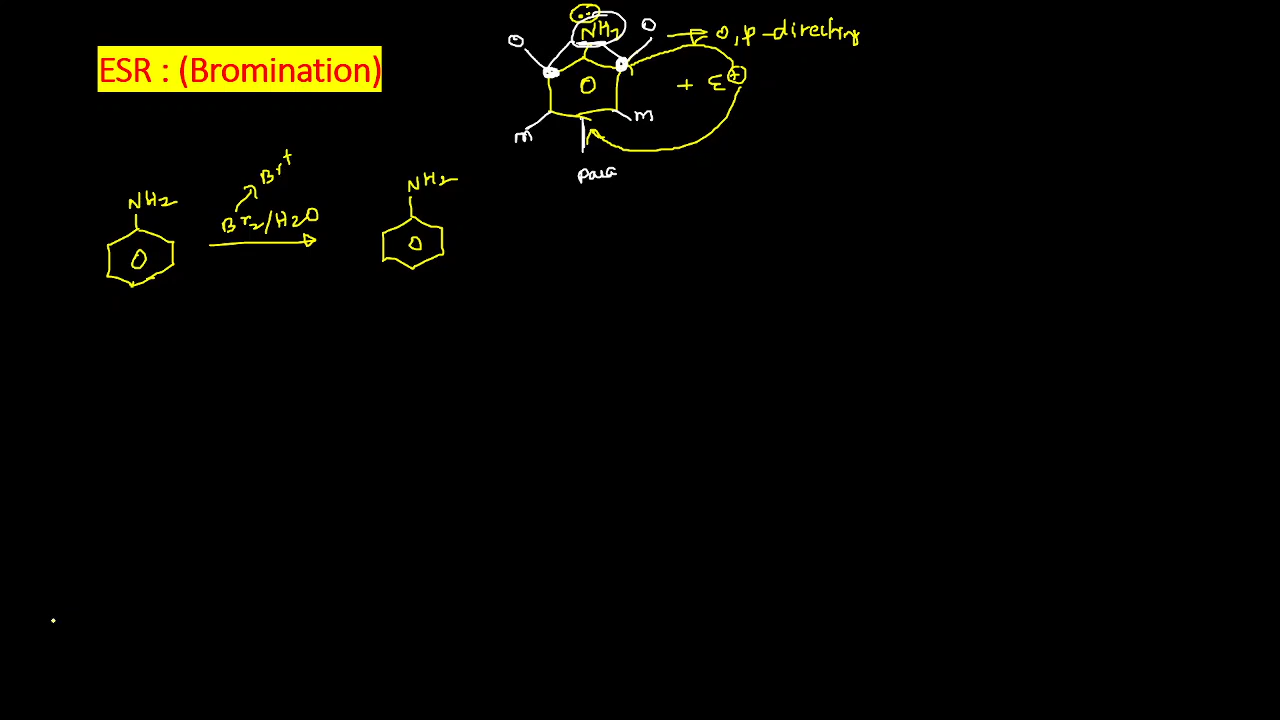 ESR : (Bromination)
NH2
O
O
→ o, p-directing
+ E⊕
m
m
para
Br+
NH2
Br2/H2O
NH2